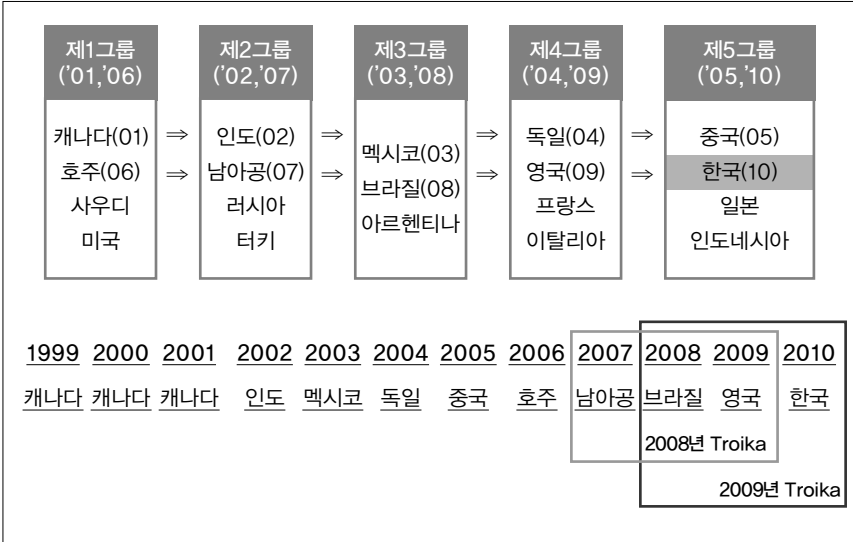 제1그룹 제2그룹 제3그룹 제4그룹 제5그룹
('01,'06) ('02,'07) ('03,'08) ('04,'09) ('05,'10)
캐나다(01) ⇒ 인도(02) ⇒ 멕시코(03) ⇒ 독일(04) ⇒ 중국(05)
호주(06) ⇒ 남아공(07) ⇒ 브라질(08) ⇒ 영국(09) ⇒ 한국(10)
사우디 러시아 아르헨티나 프랑스 일본
미국 터키 이탈리아 인도네시아
1999 2000 2001 2002 2003 2004 2005 2006 2007 2008 2009 2010
캐나다 캐나다 캐나다 인도 멕시코 독일 중국 호주 남아공 브라질 영국 한국
2008년 Troika
2009년 Troika